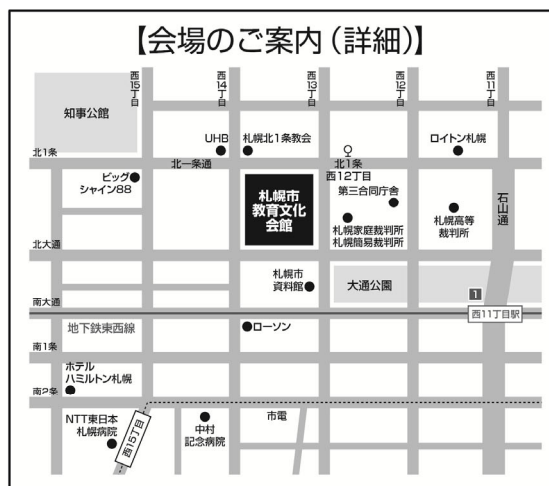 【会場のご案内(詳細)】
西15丁目
西14丁目
西13丁目
西12丁目
西11丁目
知事公館
UHB
札幌北1条教会
ロイトン札幌
北1条
北一条通
北1条
西12丁目
ビッグ
シャイン88
札幌市
教育文化
会館
第三合同庁舎
札幌家庭裁判所
札幌簡易裁判所
札幌高等
裁判所
石山通
北大通
札幌市
資料館
大通公園
1
南大通
西11丁目駅
地下鉄東西線
ローソン
南1条
ホテル
ハミルトン札幌
南2条
NTT東日本
札幌病院
西15丁目
中村
記念病院
市電